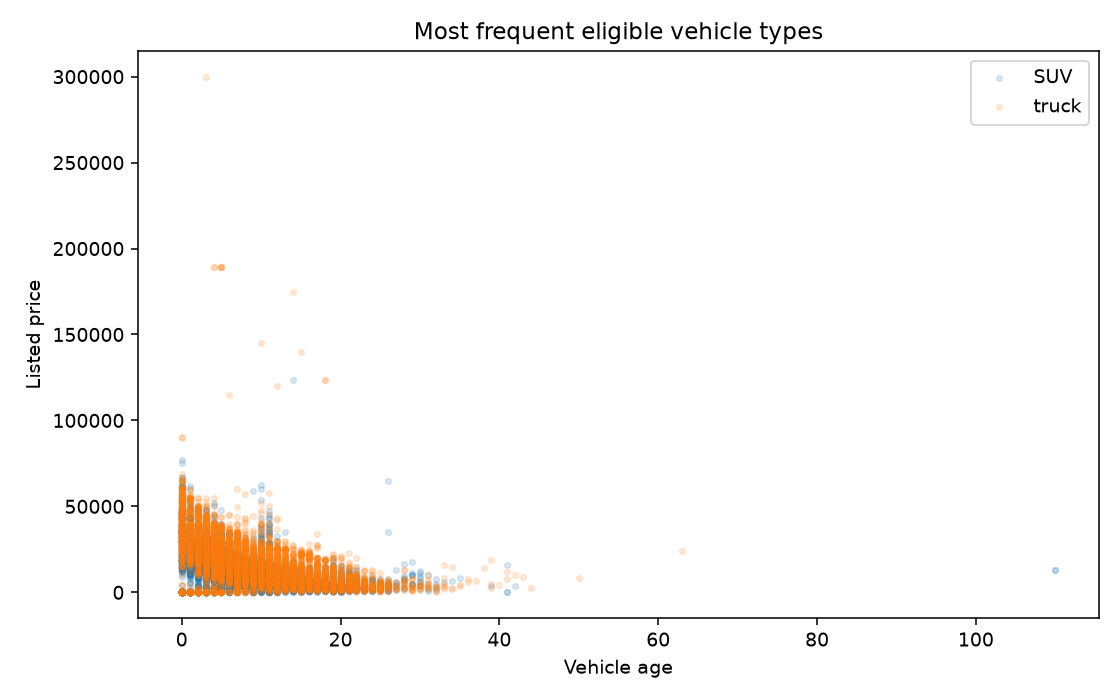 Most frequent eligible vehicle types
SUV
truck
Listed price
300000
250000
200000
150000
100000
50000
0
0 20 40 60 80 100
Vehicle age